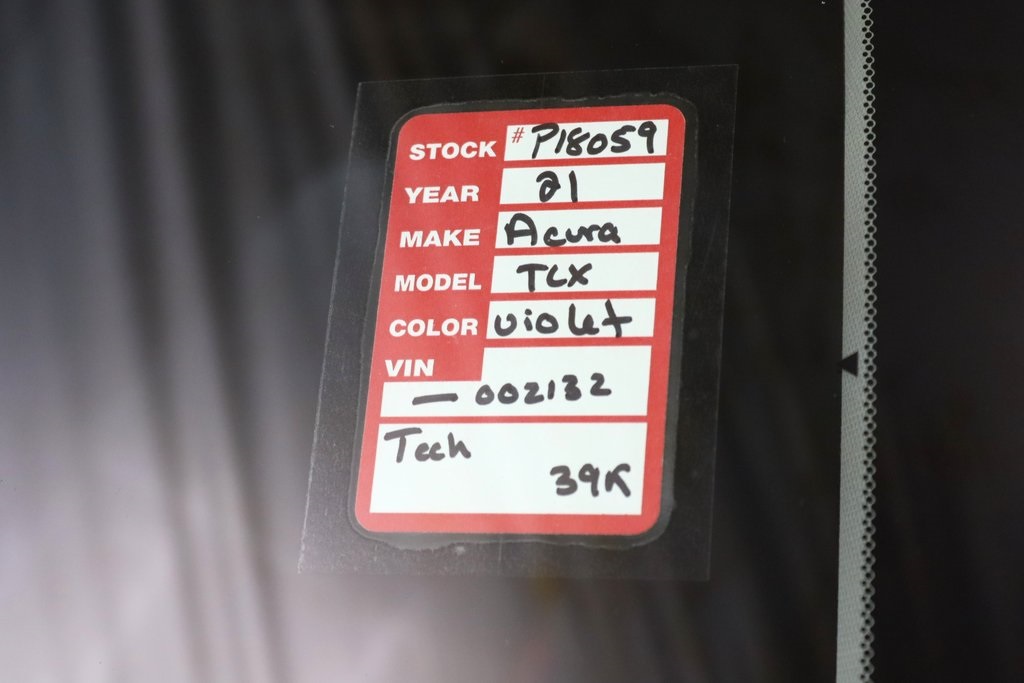 STOCK # P18059
YEAR 21
MAKE Acura
MODEL TLX
COLOR violet
VIN
- 002132
Tech
39K